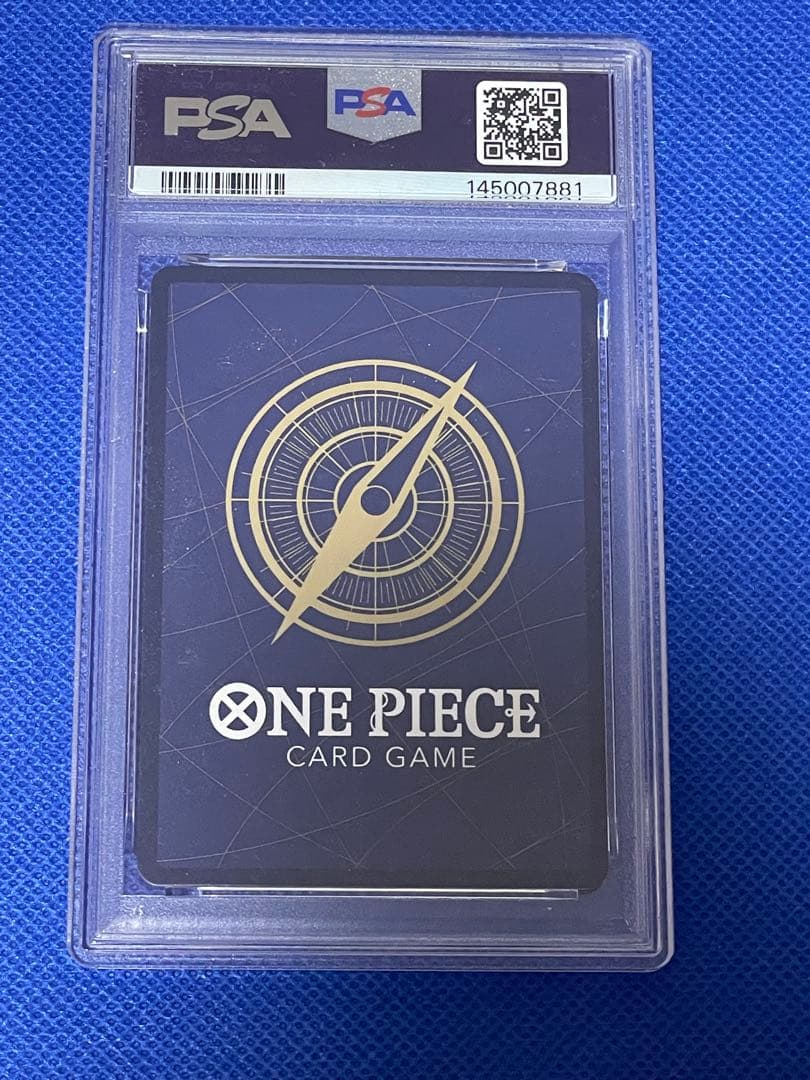 PSA
PSA
145007881
ONE PIECE
CARD GAME